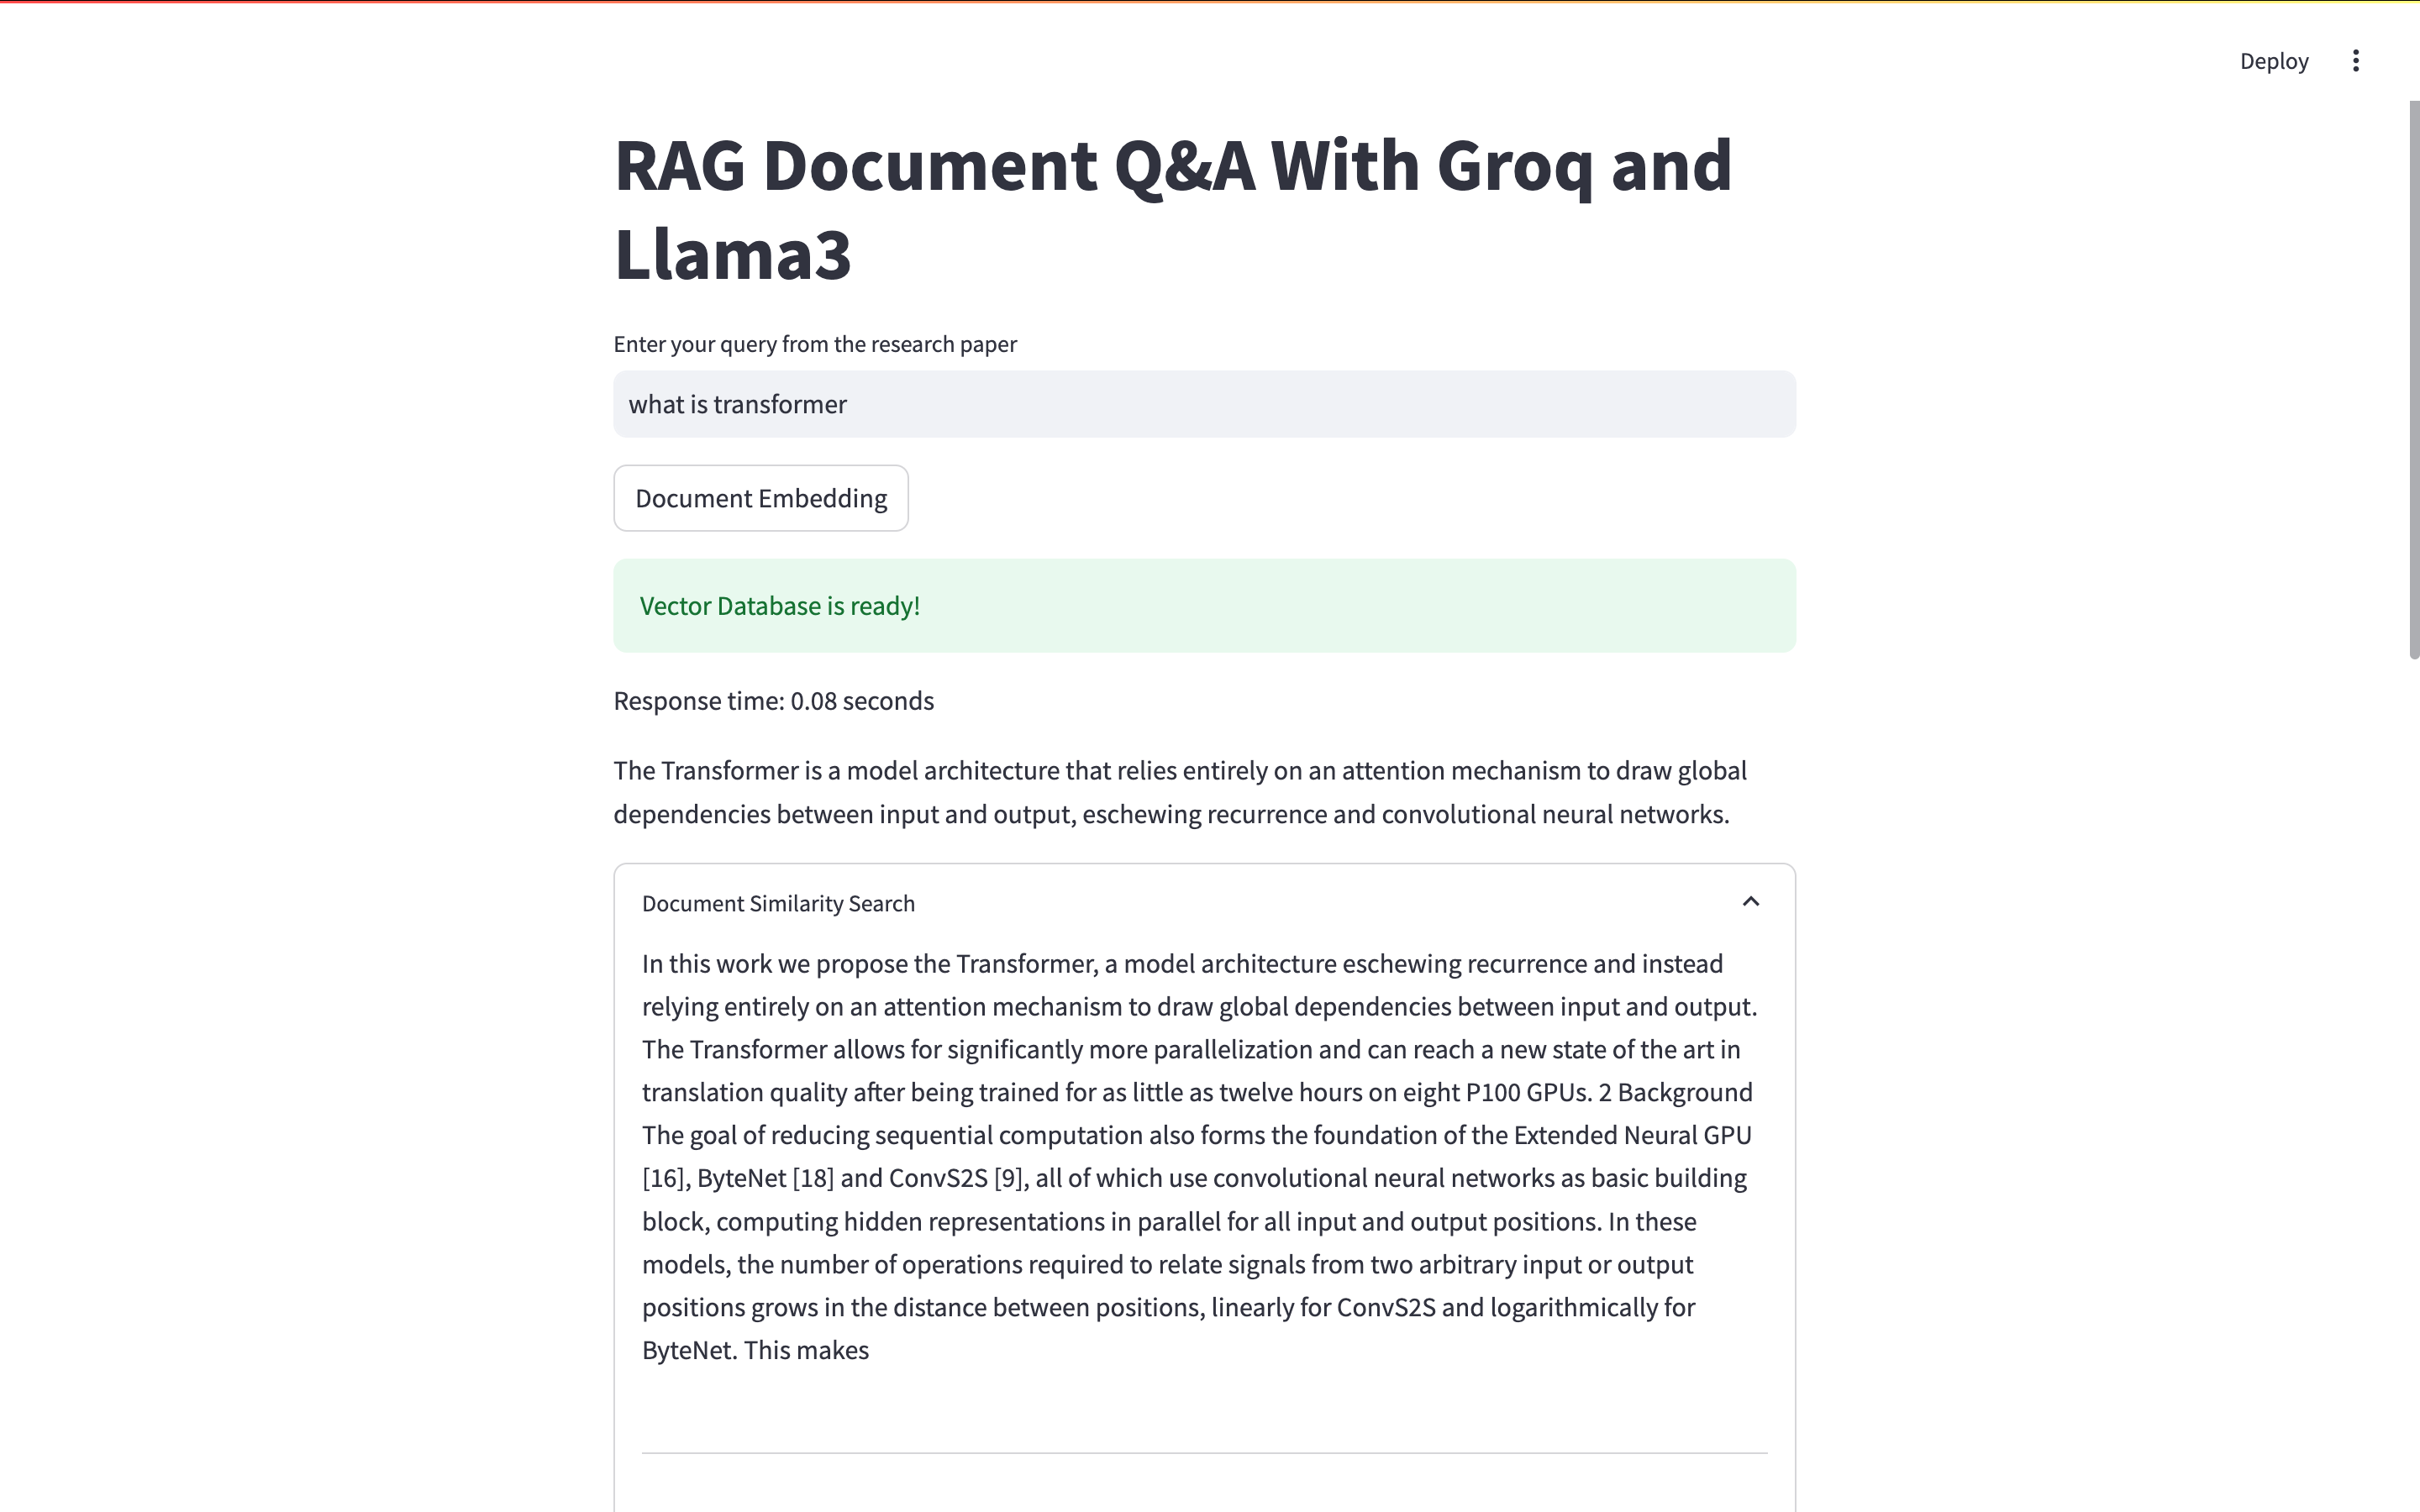 Deploy
RAG Document Q&A With Groq and
Llama3
Enter your query from the research paper
what is transformer
Document Embedding
Vector Database is ready!
Response time: 0.08 seconds
The Transformer is a model architecture that relies entirely on an attention mechanism to draw global
dependencies between input and output, eschewing recurrence and convolutional neural networks.
Document Similarity Search
In this work we propose the Transformer, a model architecture eschewing recurrence and instead
relying entirely on an attention mechanism to draw global dependencies between input and output.
The Transformer allows for significantly more parallelization and can reach a new state of the art in
translation quality after being trained for as little as twelve hours on eight P100 GPUs. 2 Background
The goal of reducing sequential computation also forms the foundation of the Extended Neural GPU
[16], ByteNet [18] and ConvS2S [9], all of which use convolutional neural networks as basic building
block, computing hidden representations in parallel for all input and output positions. In these
models, the number of operations required to relate signals from two arbitrary input or output
positions grows in the distance between positions, linearly for ConvS2S and logarithmically for
ByteNet. This makes